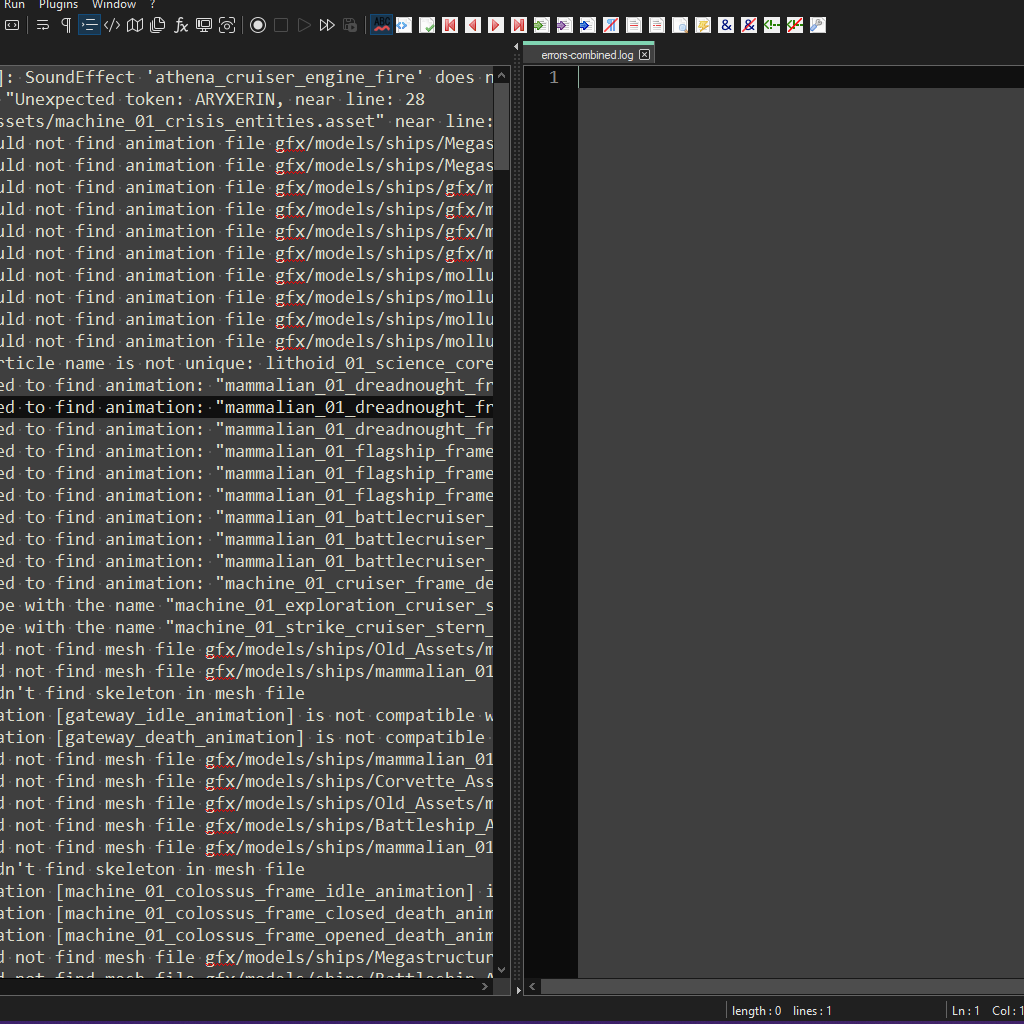 Run Plugins Window ?
]: SoundEffect 'athena_cruiser_engine_fire' does n
"Unexpected token: ARYXERIN, near line: 28
ssets/machine_01_crisis_entities.asset" near line:
uld not find animation file gfx/models/ships/Megas
uld not find animation file gfx/models/ships/Megas
uld not find animation file gfx/models/ships/gfx/m
uld not find animation file gfx/models/ships/gfx/m
uld not find animation file gfx/models/ships/gfx/m
uld not find animation file gfx/models/ships/gfx/m
uld not find animation file gfx/models/ships/mollu
uld not find animation file gfx/models/ships/mollu
uld not find animation file gfx/models/ships/mollu
uld not find animation file gfx/models/ships/mollu
rticle name is not unique: lithoid_01_science_core
ed to find animation: "mammalian_01_dreadnought_fr
ed to find animation: "mammalian_01_dreadnought_fr
ed to find animation: "mammalian_01_dreadnought_fr
ed to find animation: "mammalian_01_flagship_frame
ed to find animation: "mammalian_01_flagship_frame
ed to find animation: "mammalian_01_flagship_frame
ed to find animation: "mammalian_01_battlecruiser_
ed to find animation: "mammalian_01_battlecruiser_
ed to find animation: "mammalian_01_battlecruiser_
ed to find animation: "machine_01_cruiser_frame_de
pe with the name "machine_01_exploration_cruiser_s
pe with the name "machine_01_strike_cruiser_stern_
d not find mesh file gfx/models/ships/Old_Assets/m
d not find mesh file gfx/models/ships/mammalian_01
dn't find skeleton in mesh file
ation [gateway_idle_animation] is not compatible w
ation [gateway_death_animation] is not compatible
d not find mesh file gfx/models/ships/mammalian_01
d not find mesh file gfx/models/ships/Corvette_Ass
d not find mesh file gfx/models/ships/Old_Assets/m
d not find mesh file gfx/models/ships/Battleship_A
d not find mesh file gfx/models/ships/mammalian_01
dn't find skeleton in mesh file
ation [machine_01_colossus_frame_idle_animation] i
ation [machine_01_colossus_frame_closed_death_anim
ation [machine_01_colossus_frame_opened_death_anim
d not find mesh file gfx/models/ships/Megastructur
d not find mesh file gfx/models/ships/Battleship_A
errors-combined.log
1
length : 0 lines : 1
Ln : 1 Col : 1